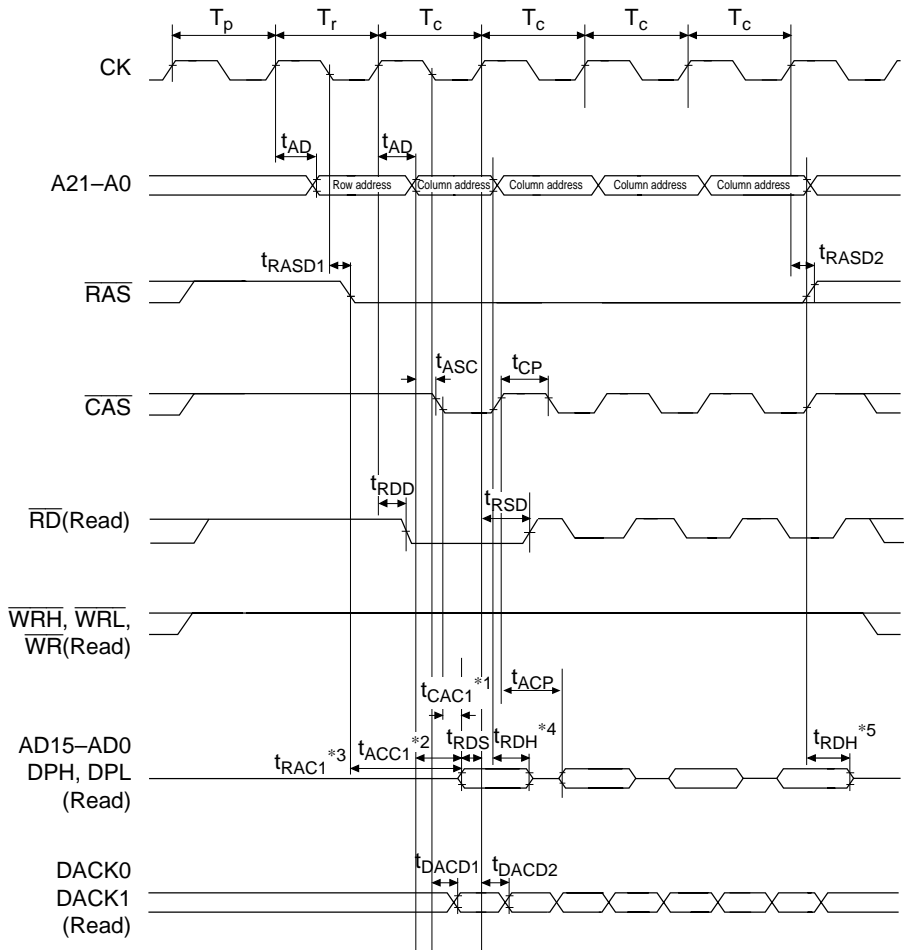 Tp Tr Tc Tc Tc Tc
CK
tAD tAD
A21–A0 Row address Column address Column address Column address Column address
tRASD1 tRASD2
RAS
tASC tCP
CAS
tRDD tRSD
RD(Read)
WRH, WRL,
WR(Read)
tCAC1*1 tACP
AD15–AD0
DPH, DPL
(Read)
tRAC1*3 tACC1*2 tRDS tRDH*4 tRDH*5
DACK0
DACK1
(Read)
tDACD1 tDACD2